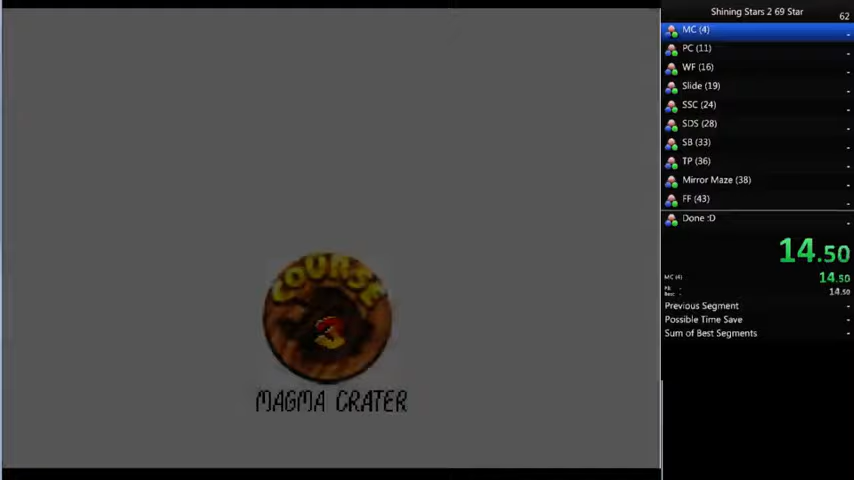 Shining Stars 2 69 Star
62
MC (4) -
PC (11) -
WF (16) -
Slide (19) -
SSC (24) -
SDS (28) -
SB (33) -
TP (36) -
Mirror Maze (38) -
FF (43) -
Done :D -
14.50
MC (4) 14.50
PB: -
Best: - 14.50
Previous Segment -
Possible Time Save -
Sum of Best Segments -
COURSE
3
MAGMA CRATER